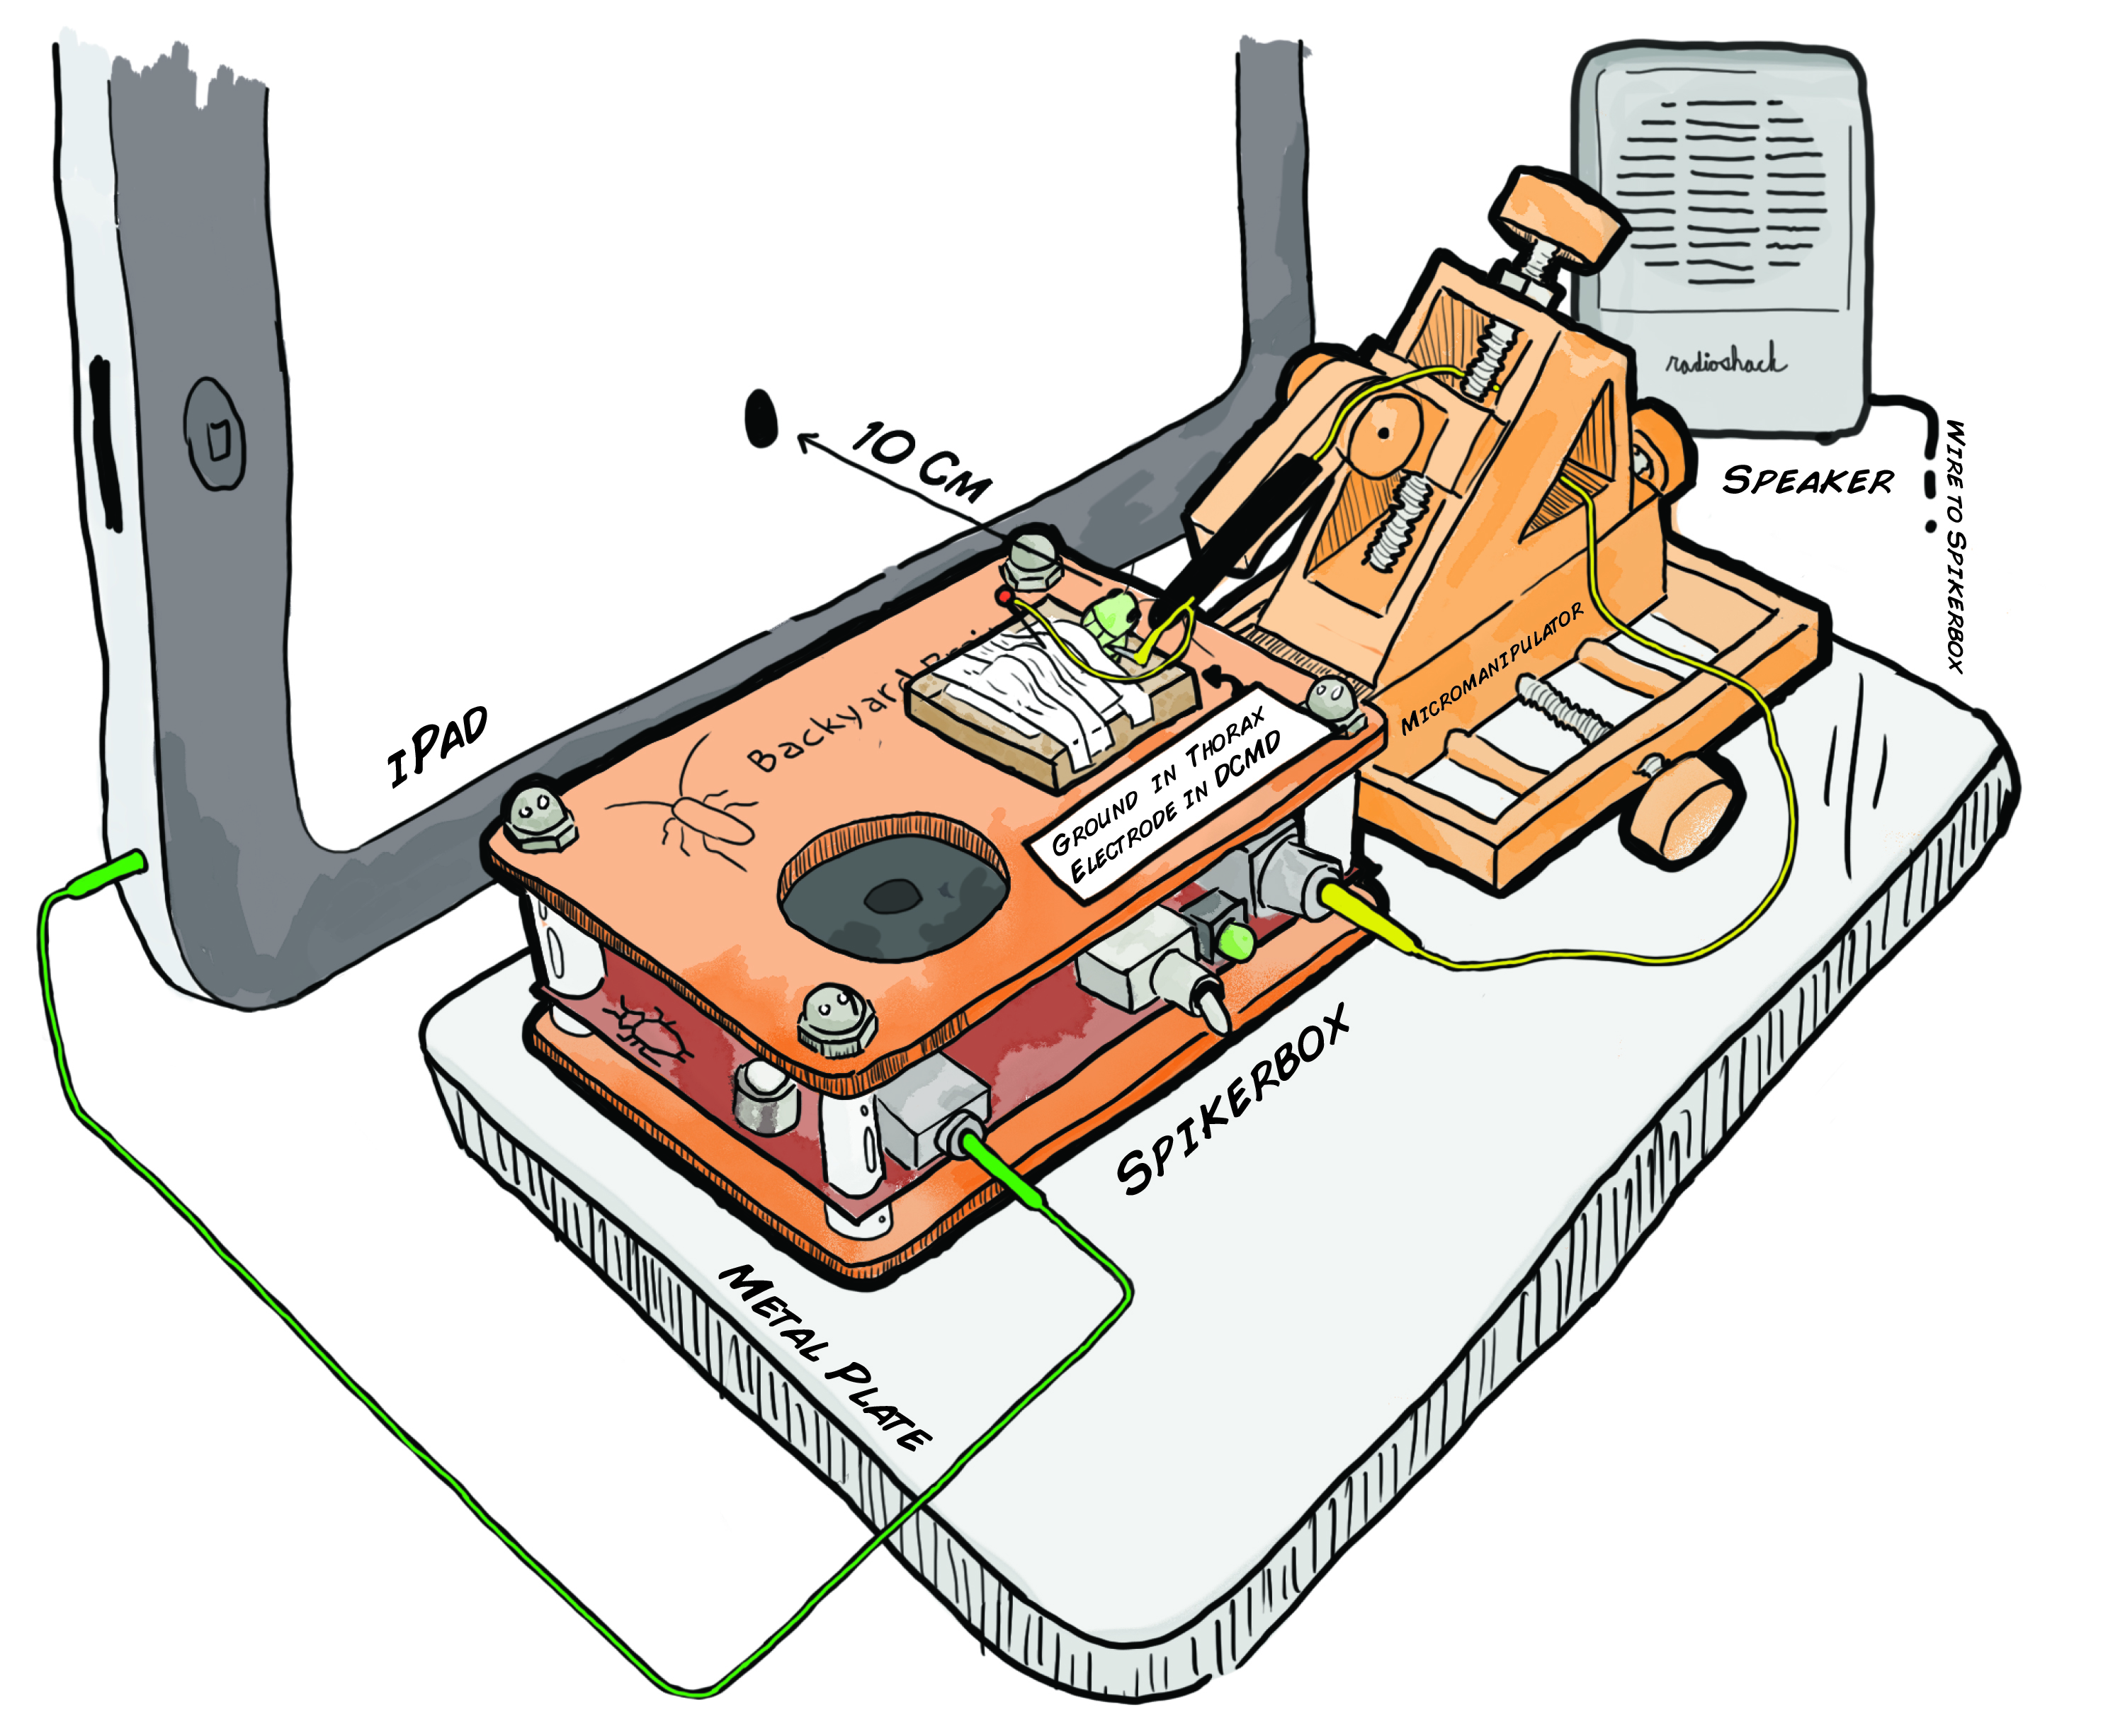 radioshack
10 CM
SPEAKER
WIRE TO SPIKERBOX
IPAD
MICROMANIPULATOR
Backyard Brai
GROUND IN THORAX
ELECTRODE IN DCMD
SPIKERBOX
METAL PLATE